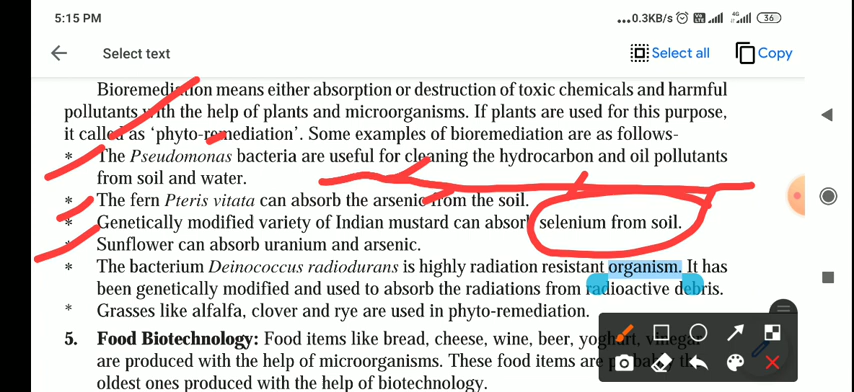 5:15 PM
...0.3KB/s 4G 36
Select text Select all Copy
Bioremediation means either absorption or destruction of toxic chemicals and harmful
pollutants with the help of plants and microorganisms. If plants are used for this purpose,
it called as ‘phyto-remediation’. Some examples of bioremediation are as follows-
* The Pseudomonas bacteria are useful for cleaning the hydrocarbon and oil pollutants
from soil and water.
* The fern Pteris vitata can absorb the arsenic from the soil.
* Genetically modified variety of Indian mustard can absorb selenium from soil.
* Sunflower can absorb uranium and arsenic.
* The bacterium Deinococcus radiodurans is highly radiation resistant organism. It has
been genetically modified and used to absorb the radiations from radioactive debris.
* Grasses like alfalfa, clover and rye are used in phyto-remediation.
5. Food Biotechnology: Food items like bread, cheese, wine, beer, yoghurt, vinegar
are produced with the help of microorganisms. These food items are probably the
oldest ones produced with the help of biotechnology.